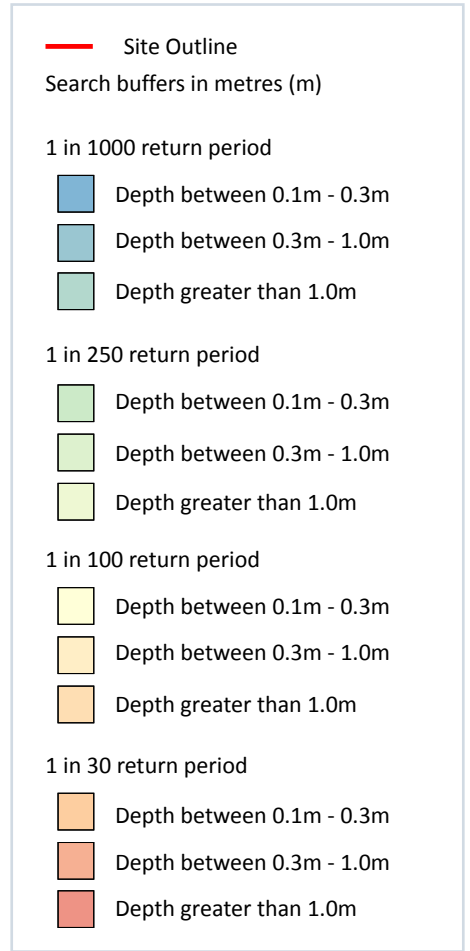 Site Outline
Search buffers in metres (m)
1 in 1000 return period
Depth between 0.1m - 0.3m
Depth between 0.3m - 1.0m
Depth greater than 1.0m
1 in 250 return period
Depth between 0.1m - 0.3m
Depth between 0.3m - 1.0m
Depth greater than 1.0m
1 in 100 return period
Depth between 0.1m - 0.3m
Depth between 0.3m - 1.0m
Depth greater than 1.0m
1 in 30 return period
Depth between 0.1m - 0.3m
Depth between 0.3m - 1.0m
Depth greater than 1.0m